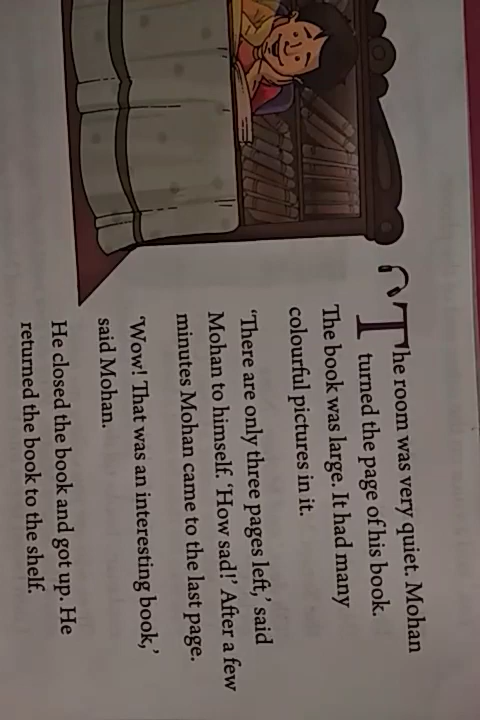 The room was very quiet. Mohan
turned the page of his book.
The book was large. It had many
colourful pictures in it.
‘There are only three pages left,’ said
Mohan to himself. ‘How sad!’ After a few
minutes Mohan came to the last page.
‘Wow! That was an interesting book,’
said Mohan.
He closed the book and got up. He
returned the book to the shelf.